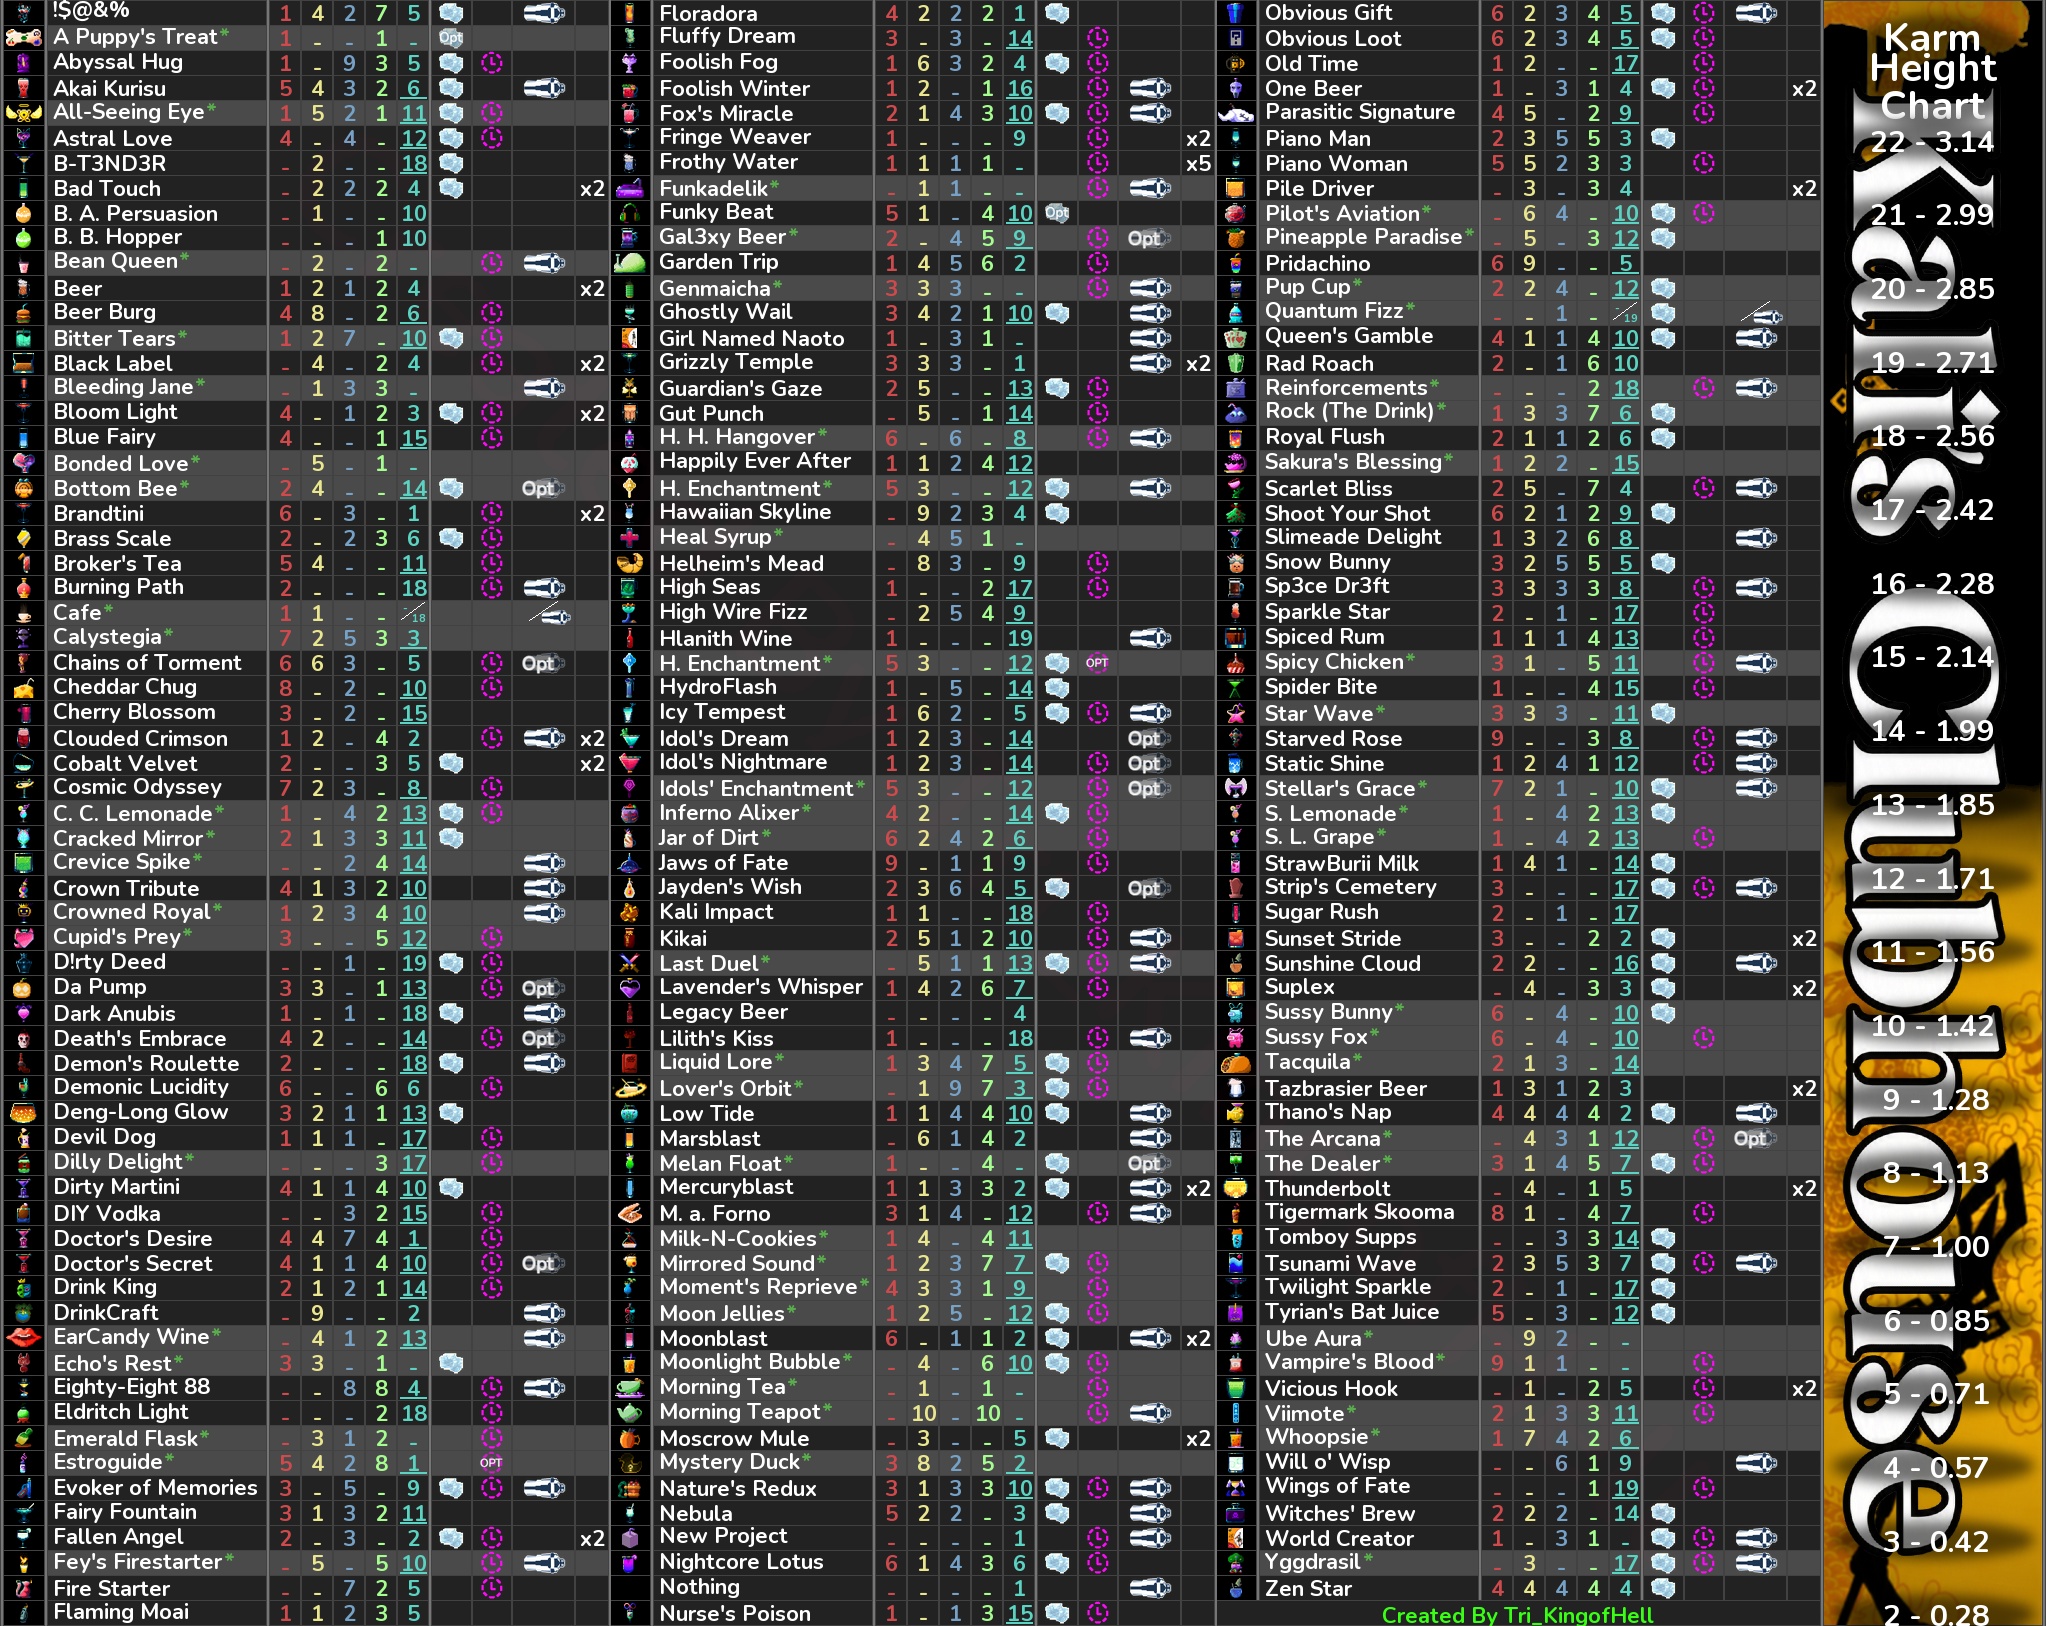 !$@&% 1 4 2 7 5
A Puppy's Treat* 1 - - 1 - Opt
Abyssal Hug 1 - 9 3 5
Akai Kurisu 5 4 3 2 6
All-Seeing Eye* 1 5 2 1 11
Astral Love 4 - 4 - 12
B-T3ND3R - 2 - - 18
Bad Touch - 2 2 2 4 x2
B. A. Persuasion - 1 - - 10
B. B. Hopper - - - 1 10
Bean Queen* - 2 - 2 -
Beer 1 2 1 2 4 x2
Beer Burg 4 8 - 2 6
Bitter Tears* 1 2 7 - 10
Black Label - 4 - 2 4 x2
Bleeding Jane* - 1 3 3 -
Bloom Light 4 - 1 2 3 x2
Blue Fairy 4 - - 1 15
Bonded Love* - 5 - 1 -
Bottom Bee* 2 4 - - 14 Opt
Brandtini 6 - 3 - 1 x2
Brass Scale 2 - 2 3 6
Broker's Tea 5 4 - - 11
Burning Path 2 - - - 18
Cafe* 1 1 - - -/18
Calystegia* 7 2 5 3 3
Chains of Torment 6 6 3 - 5 Opt
Cheddar Chug 8 - 2 - 10
Cherry Blossom 3 - 2 - 15
Clouded Crimson 1 2 - 4 2 x2
Cobalt Velvet 2 - - 3 5 x2
Cosmic Odyssey 7 2 3 - 8
C. C. Lemonade* 1 - 4 2 13
Cracked Mirror* 2 1 3 3 11
Crevice Spike* - - 2 4 14
Crown Tribute 4 1 3 2 10
Crowned Royal* 1 2 3 4 10
Cupid's Prey* 3 - - 5 12
D!rty Deed - - 1 - 19
Da Pump 3 3 - 1 13 Opt
Dark Anubis 1 - 1 - 18
Death's Embrace 4 2 - - 14 Opt
Demon's Roulette 2 - - - 18
Demonic Lucidity 6 - - 6 6
Deng-Long Glow 3 2 1 1 13
Devil Dog 1 1 1 - 17
Dilly Delight* - - - 3 17
Dirty Martini 4 1 1 4 10
DIY Vodka - - 3 2 15
Doctor's Desire 4 4 7 4 1
Doctor's Secret 4 1 1 4 10 Opt
Drink King 2 1 2 1 14
DrinkCraft - 9 - - 2
EarCandy Wine* - 4 1 2 13
Echo's Rest* 3 3 - 1 -
Eighty-Eight 88 - - 8 8 4
Eldritch Light - - - 2 18
Emerald Flask* - 3 1 2 -
Estroguide* 5 4 2 8 1 OPT
Evoker of Memories 3 - 5 - 9
Fairy Fountain 3 1 3 2 11
Fallen Angel 2 - 3 - 2 x2
Fey's Firestarter* - 5 - 5 10
Fire Starter - - 7 2 5
Flaming Moai 1 1 2 3 5
Floradora 4 2 2 2 1
Fluffy Dream 3 - 3 - 14
Foolish Fog 1 6 3 2 4
Foolish Winter 1 2 - 1 16
Fox's Miracle 2 1 4 3 10
Fringe Weaver 1 - - - 9 x2
Frothy Water 1 1 1 1 - x5
Funkadelik* - 1 1 - -
Funky Beat 5 1 - 4 10 Opt
Gal3xy Beer* 2 - 4 5 9 Opt
Garden Trip 1 4 5 6 2
Genmaicha* 3 3 3 - -
Ghostly Wail 3 4 2 1 10
Girl Named Naoto 1 - 3 1 -
Grizzly Temple 3 3 3 - 1 x2
Guardian's Gaze 2 5 - - 13
Gut Punch - 5 - 1 14
H. H. Hangover* 6 - 6 - 8
Happily Ever After 1 1 2 4 12
H. Enchantment* 5 3 - - 12
Hawaiian Skyline - 9 2 3 4
Heal Syrup* - 4 5 1 -
Helheim's Mead - 8 3 - 9
High Seas 1 - - 2 17
High Wire Fizz - 2 5 4 9
Hlanith Wine 1 - - - 19
H. Enchantment* 5 3 - - 12 OPT
HydroFlash 1 - 5 - 14
Icy Tempest 1 6 2 - 5
Idol's Dream 1 2 3 - 14 Opt
Idol's Nightmare 1 2 3 - 14 Opt
Idols' Enchantment* 5 3 - - 12 Opt
Inferno Alixer* 4 2 - - 14
Jar of Dirt* 6 2 4 2 6
Jaws of Fate 9 - 1 1 9
Jayden's Wish 2 3 6 4 5 Opt
Kali Impact 1 1 - - 18
Kikai 2 5 1 2 10
Last Duel* - 5 1 1 13
Lavender's Whisper 1 4 2 6 7
Legacy Beer - - - - 4
Lilith's Kiss 1 - - - 18
Liquid Lore* 1 3 4 7 5
Lover's Orbit* - 1 9 7 3
Low Tide 1 1 4 4 10
Marsblast - 6 1 4 2
Melan Float* 1 - - 4 - Opt
Mercuryblast 1 1 3 3 2 x2
M. a. Forno 3 1 4 - 12
Milk-N-Cookies* 1 4 - 4 11
Mirrored Sound* 1 2 3 7 7
Moment's Reprieve* 4 3 3 1 9
Moon Jellies* 1 2 5 - 12
Moonblast 6 - 1 1 2 x2
Moonlight Bubble* - 4 - 6 10
Morning Tea* - 1 - 1 -
Morning Teapot* - 10 - 10 -
Moscrow Mule - 3 - - 5 x2
Mystery Duck* 3 8 2 5 2
Nature's Redux 3 1 3 3 10
Nebula 5 2 2 - 3
New Project - - - - 1
Nightcore Lotus 6 1 4 3 6
Nothing - - - - 1
Nurse's Poison 1 - 1 3 15
Obvious Gift 6 2 3 4 5
Obvious Loot 6 2 3 4 5
Old Time 1 2 - - 17
One Beer 1 - 3 1 4 x2
Parasitic Signature 4 5 - 2 9
Piano Man 2 3 5 5 3
Piano Woman 5 5 2 3 3
Pile Driver - 3 - 3 4 x2
Pilot's Aviation* - 6 4 - 10
Pineapple Paradise* - 5 - 3 12
Pridachino 6 9 - - 5
Pup Cup* 2 2 4 - 12
Quantum Fizz* - - 1 - -/19
Queen's Gamble 4 1 1 4 10
Rad Roach 2 - 1 6 10
Reinforcements* - - - 2 18
Rock (The Drink)* 1 3 3 7 6
Royal Flush 2 1 1 2 6
Sakura's Blessing* 1 2 2 - 15
Scarlet Bliss 2 5 - 7 4
Shoot Your Shot 6 2 1 2 9
Slimeade Delight 1 3 2 6 8
Snow Bunny 3 2 5 5 5
Sp3ce Dr3ft 3 3 3 3 8
Sparkle Star 2 - 1 - 17
Spiced Rum 1 1 1 4 13
Spicy Chicken* 3 1 - 5 11
Spider Bite 1 - - 4 15
Star Wave* 3 3 3 - 11
Starved Rose 9 - - 3 8
Static Shine 1 2 4 1 12
Stellar's Grace* 7 2 1 - 10
S. Lemonade* 1 - 4 2 13
S. L. Grape* 1 - 4 2 13
StrawBurii Milk 1 4 1 - 14
Strip's Cemetery 3 - - - 17
Sugar Rush 2 - 1 - 17
Sunset Stride 3 - - 2 2 x2
Sunshine Cloud 2 2 - - 16
Suplex - 4 - 3 3 x2
Sussy Bunny* 6 - 4 - 10
Sussy Fox* 6 - 4 - 10
Tacquila* 2 1 3 - 14
Tazbrasier Beer 1 3 1 2 3 x2
Thano's Nap 4 4 4 4 2
The Arcana* - 4 3 1 12 Opt
The Dealer* 3 1 4 5 7
Thunderbolt - 4 - 1 5 x2
Tigermark Skooma 8 1 - 4 7
Tomboy Supps - - 3 3 14
Tsunami Wave 2 3 5 3 7
Twilight Sparkle 2 - 1 - 17
Tyrian's Bat Juice 5 - 3 - 12
Ube Aura* - 9 2 - -
Vampire's Blood* 9 1 1 - -
Vicious Hook - 1 - 2 5 x2
Viimote* 2 1 3 3 11
Whoopsie* 1 7 4 2 6
Will o' Wisp - - 6 1 9
Wings of Fate - - - 1 19
Witches' Brew 2 2 2 - 14
World Creator 1 - 3 1 -
Yggdrasil* - 3 - - 17
Zen Star 4 4 4 4 4
Created By Tri_KingofHell
Karm
Height
Chart
22 - 3.14
21 - 2.99
20 - 2.85
19 - 2.71
18 - 2.56
17 - 2.42
16 - 2.28
15 - 2.14
14 - 1.99
13 - 1.85
12 - 1.71
11 - 1.56
10 - 1.42
9 - 1.28
8 - 1.13
7 - 1.00
6 - 0.85
5 - 0.71
4 - 0.57
3 - 0.42
2 - 0.28
Kali's Clubhouse